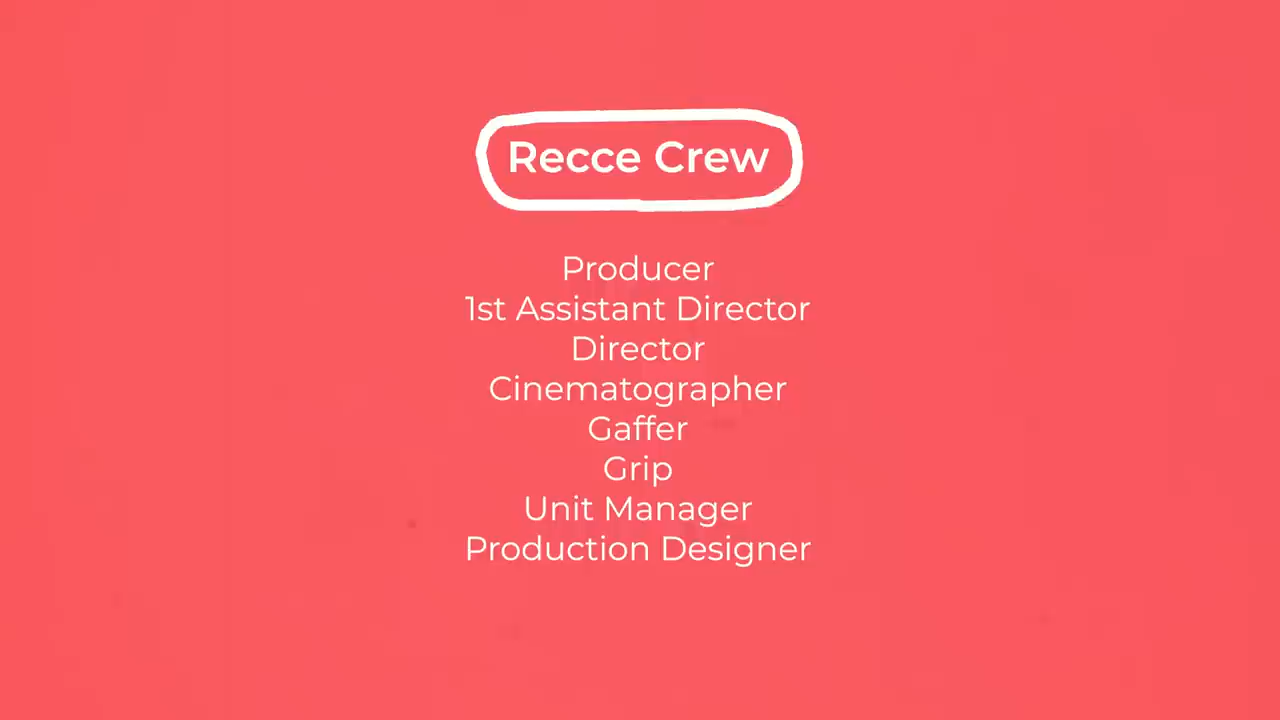 Recce Crew
Producer
1st Assistant Director
Director
Cinematographer
Gaffer
Grip
Unit Manager
Production Designer